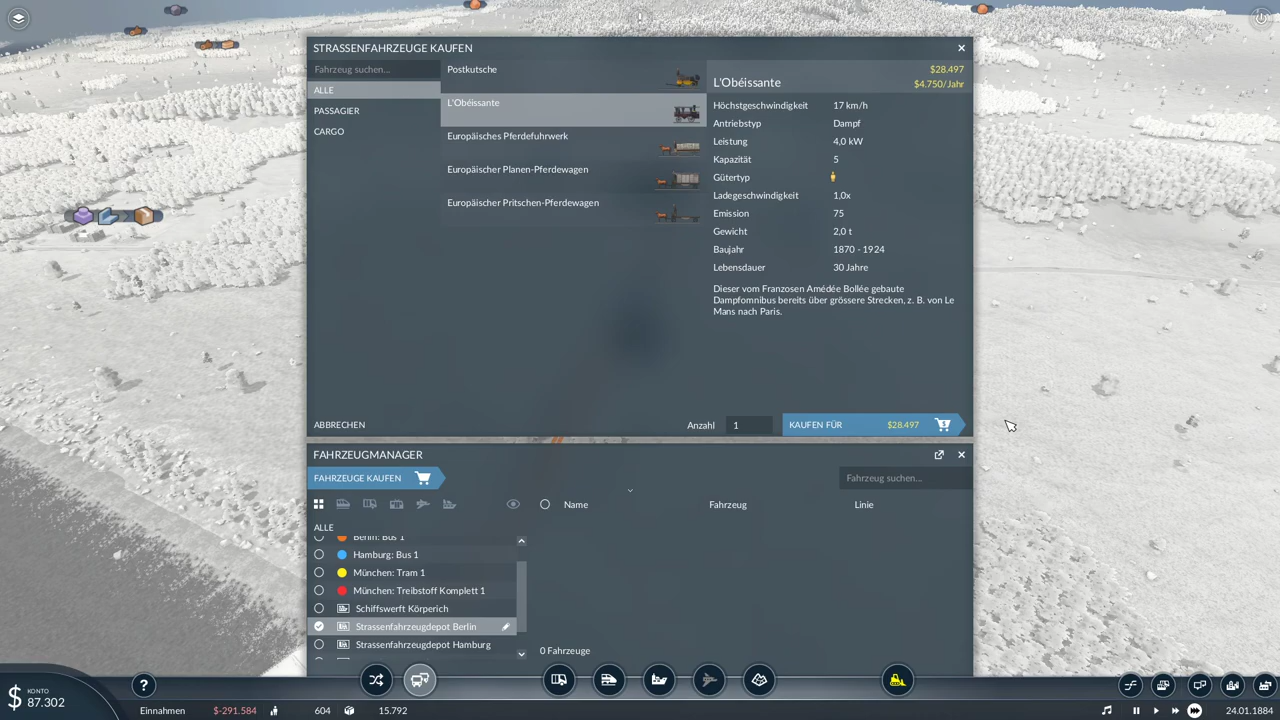 STRASSENFAHRZEUGE KAUFEN
Fahrzeug suchen...
ALLE
PASSAGIER
CARGO
Postkutsche
L'Obéissante
Europäisches Pferdefuhrwerk
Europäischer Planen-Pferdewagen
Europäischer Pritschen-Pferdewagen
$28.497
L'Obéissante
$4.750/Jahr
Höchstgeschwindigkeit 17 km/h
Antriebstyp Dampf
Leistung 4,0 kW
Kapazität 5
Gütertyp
Ladegeschwindigkeit 1,0x
Emission 75
Gewicht 2,0 t
Baujahr 1870 - 1924
Lebensdauer 30 Jahre
Dieser vom Franzosen Amédée Bollée gebaute
Dampfomnibus bereits über grössere Strecken, z. B. von Le
Mans nach Paris.
ABBRECHEN
Anzahl 1
KAUFEN FÜR $28.497
FAHRZEUGMANAGER
FAHRZEUGE KAUFEN
Fahrzeug suchen...
Name Fahrzeug Linie
ALLE
Berlin: Bus 1
Hamburg: Bus 1
München: Tram 1
München: Treibstoff Komplett 1
Schiffswerft Körperich
Strassenfahrzeugdepot Berlin
Strassenfahrzeugdepot Hamburg
0 Fahrzeuge
?
$ KONTO
87.302
Einnahmen $-291.584 604 15.792
24.01.1884